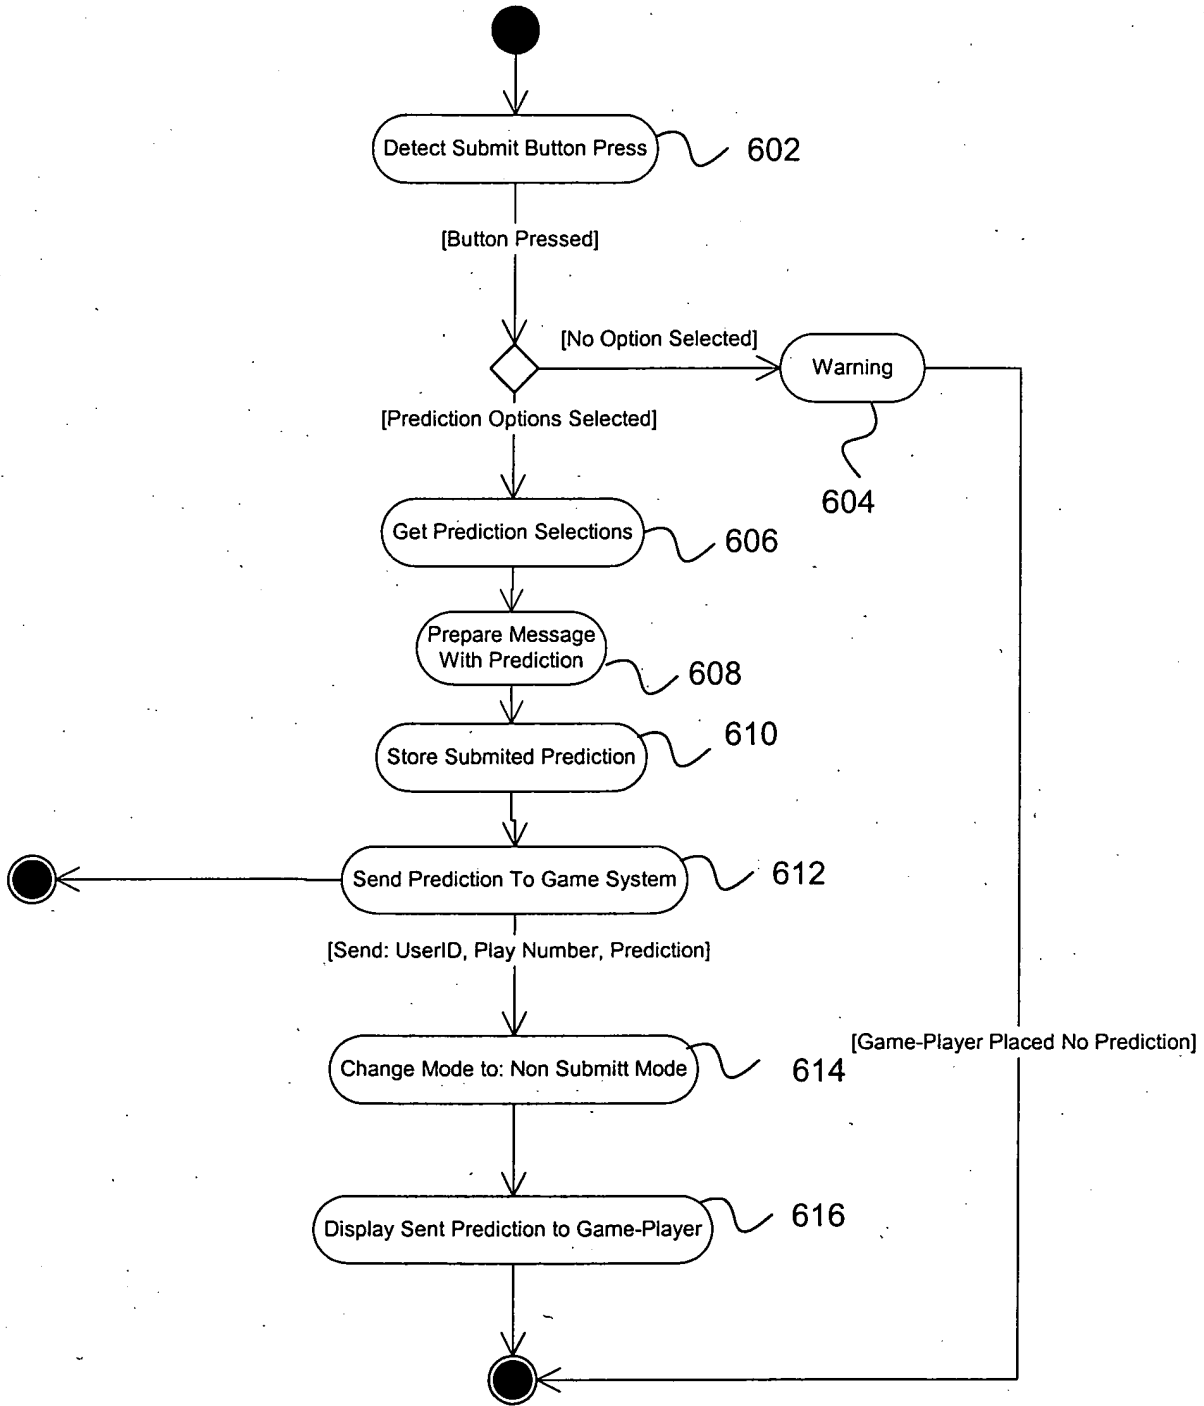 Detect Submit Button Press
602
[Button Pressed]
[No Option Selected]
Warning
[Prediction Options Selected]
604
Get Prediction Selections
606
Prepare Message
With Prediction
608
Store Submited Prediction
610
Send Prediction To Game System
612
[Send: UserID, Play Number, Prediction]
[Game-Player Placed No Prediction]
Change Mode to: Non Submitt Mode
614
Display Sent Prediction to Game-Player
616